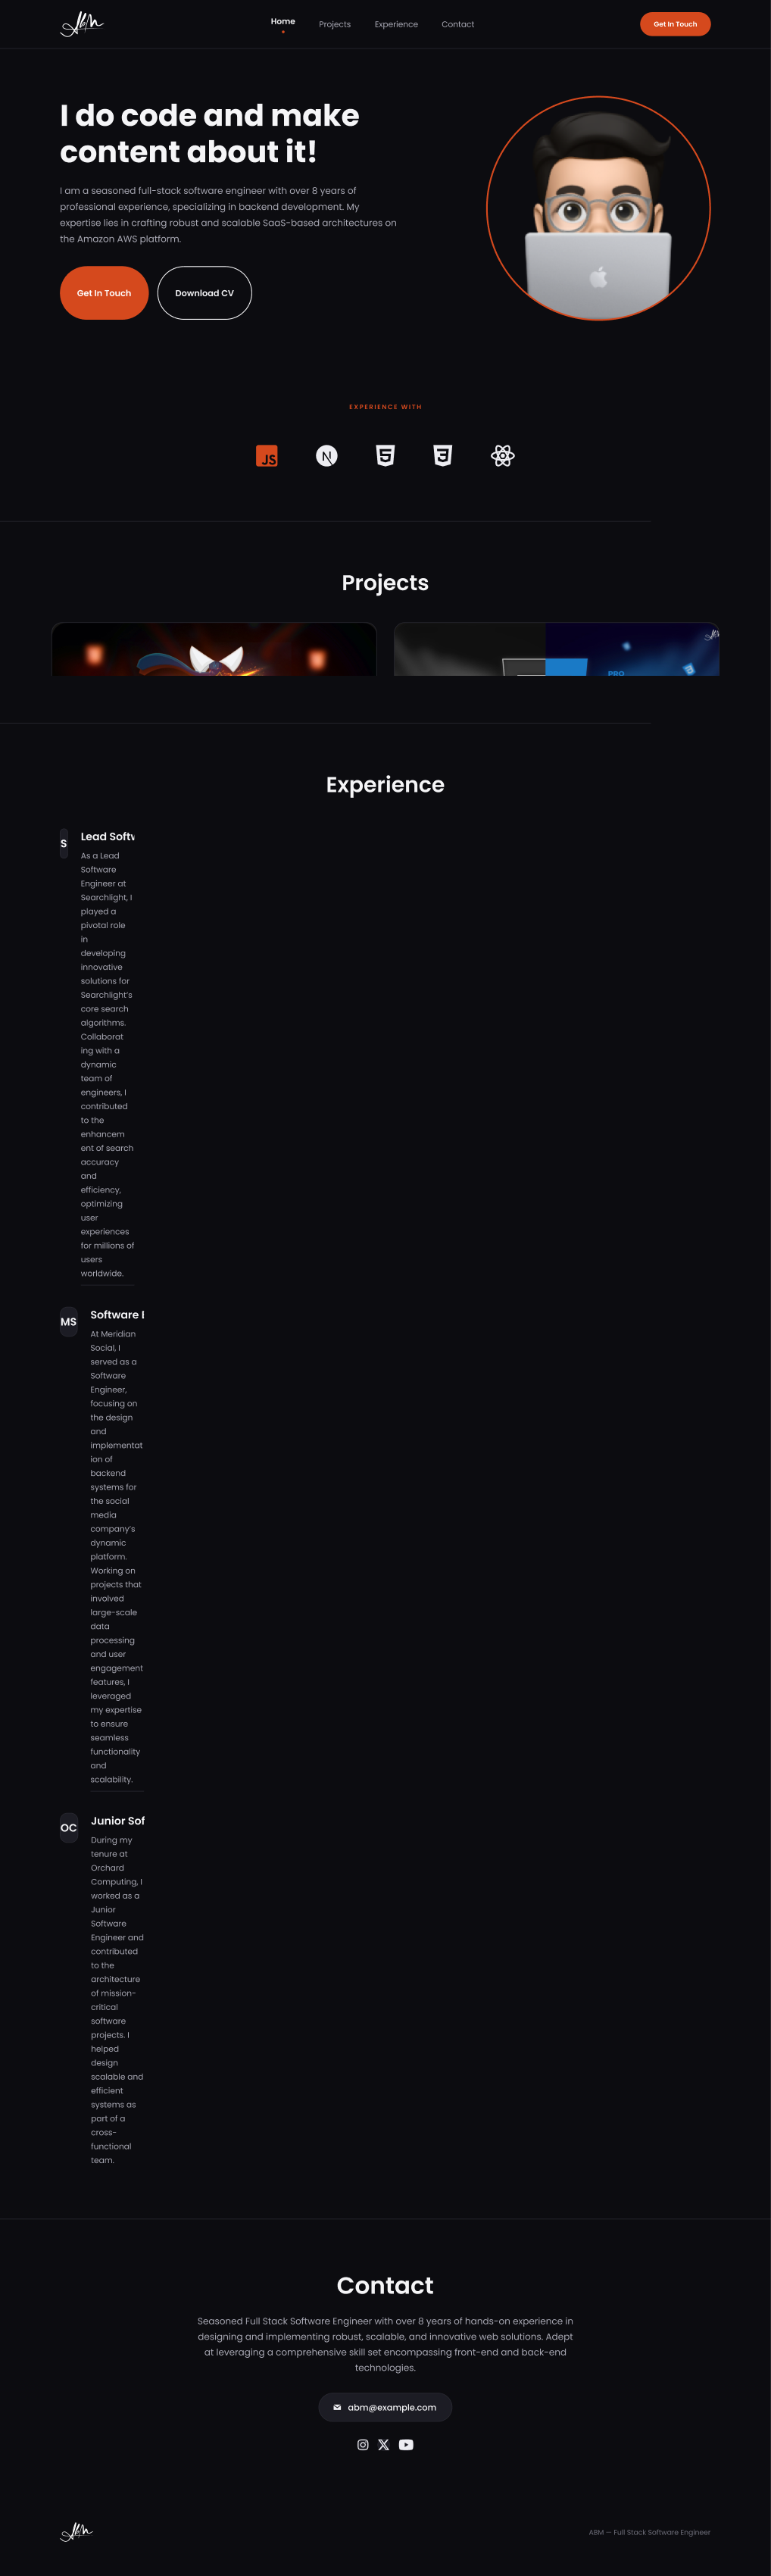 Home
Projects
Experience
Contact
Get In Touch
I do code and make
content about it!
I am a seasoned full-stack software engineer with over 8 years of
professional experience, specializing in backend development. My
expertise lies in crafting robust and scalable SaaS-based architectures on
the Amazon AWS platform.
Get In Touch
Download CV
EXPERIENCE WITH
JS
N
5
3
Projects
PRO
Experience
S
Lead Softw
As a Lead
Software
Engineer at
Searchlight, I
played a
pivotal role
in
developing
innovative
solutions for
Searchlight's
core search
algorithms.
Collaborat
ing with a
dynamic
team of
engineers, I
contributed
to the
enhancem
ent of search
accuracy
and
efficiency,
optimizing
user
experiences
for millions of
users
worldwide.
MS
Software
At Meridian
Social, I
served as a
Software
Engineer,
focusing on
the design
and
implementat
ion of
backend
systems for
the social
media
company's
dynamic
platform.
Working on
projects that
involved
large-scale
data
processing
and user
engagement
features, I
leveraged
my expertise
to ensure
seamless
functionality
and
scalability.
OC
Junior Sof
During my
tenure at
Orchard
Computing, I
worked as a
Junior
Software
Engineer and
contributed
to the
architecture
of mission-
critical
software
projects. I
helped
design
scalable and
efficient
systems as
part of a
cross-
functional
team.
Contact
Seasoned Full Stack Software Engineer with over 8 years of hands-on experience in
designing and implementing robust, scalable, and innovative web solutions. Adept
at leveraging a comprehensive skill set encompassing front-end and back-end
technologies.
abm@example.com
ABM — Full Stack Software Engineer